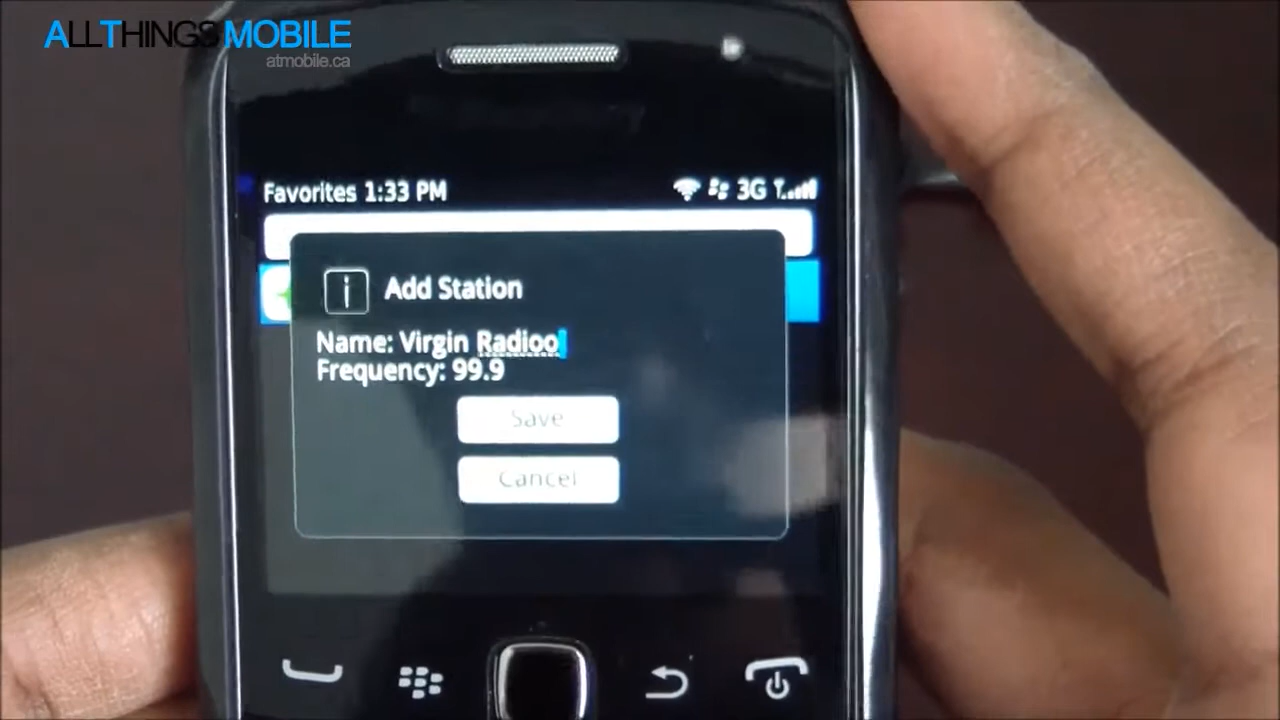 ALLTHINGS MOBILE
atmobile.ca
Favorites 1:33 PM
3G
Add Station
Name: Virgin Radioo
Frequency: 99.9
Save
Cancel